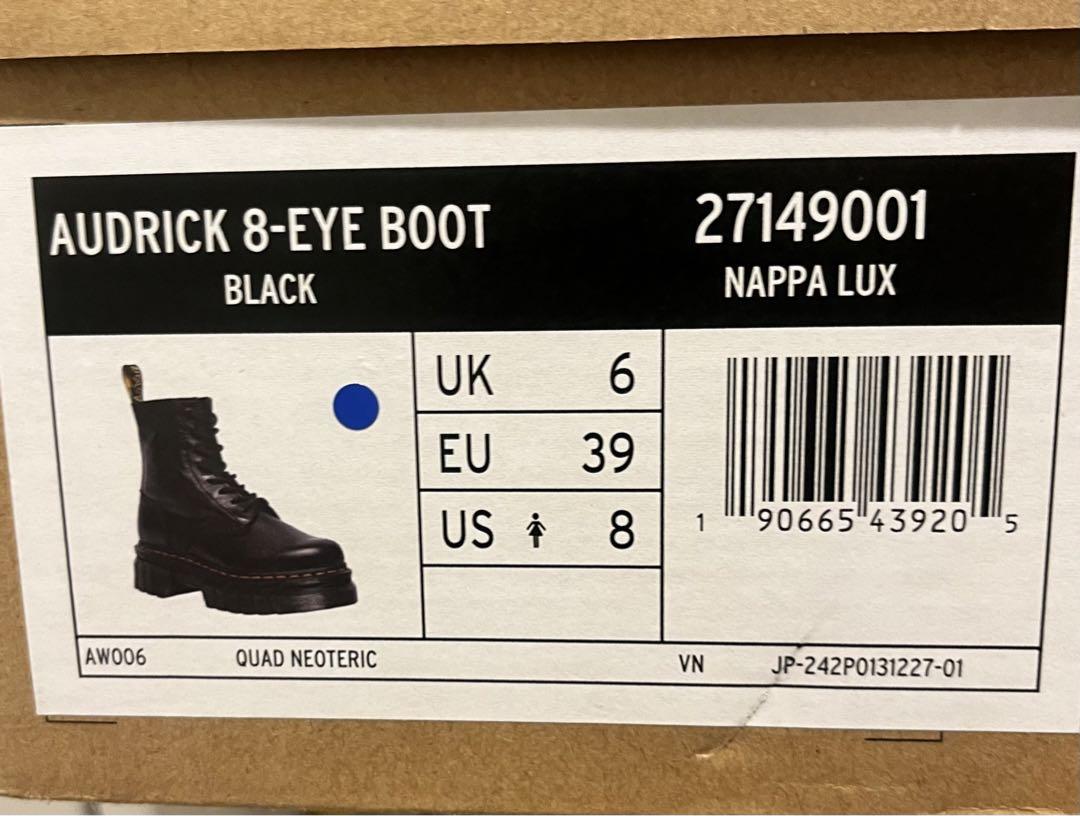 AUDRICK 8-EYE BOOT
BLACK
27149001
NAPPA LUX
UK 6
EU 39
US 8
1 90665 43920 5
AW006 QUAD NEOTERIC VN JP-242P0131227-01